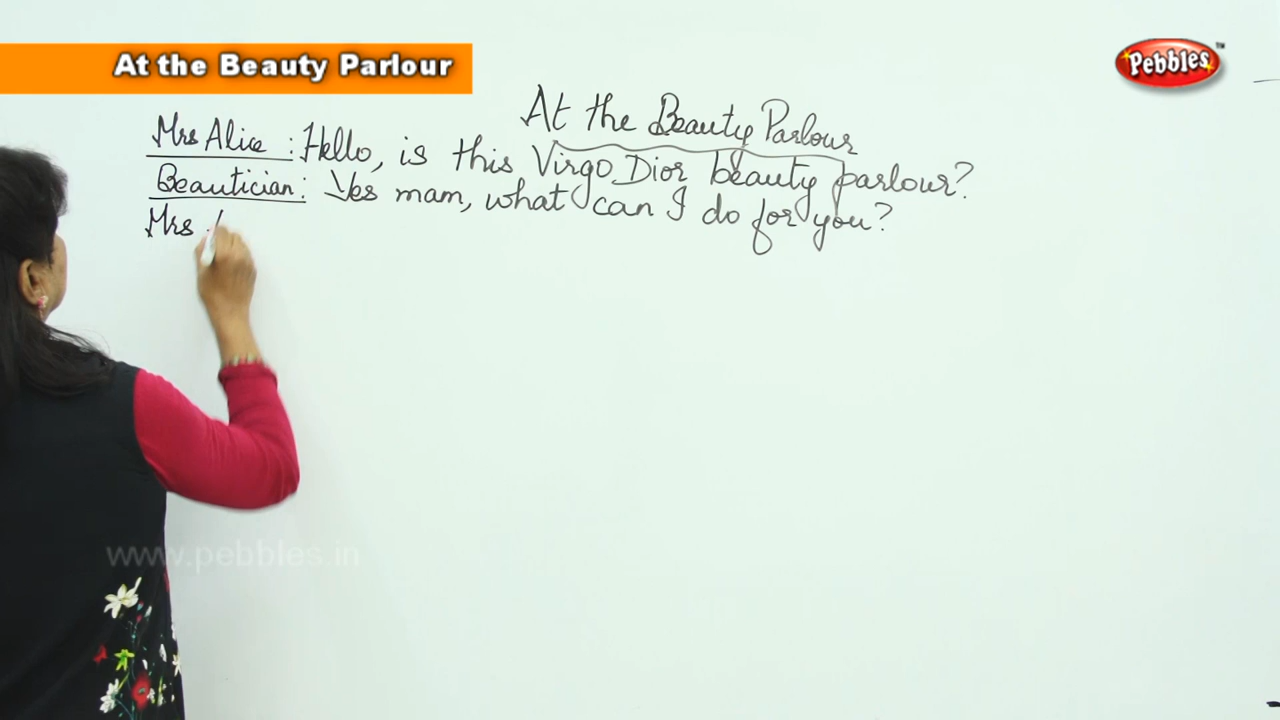 At the Beauty Parlour
Pebbles™
At the Beauty Parlour
Mrs Alice : Hello, is this Virgo Dior beauty parlour?
Beautician : Yes mam, what can I do for you?
Mrs
www.pebbles.in